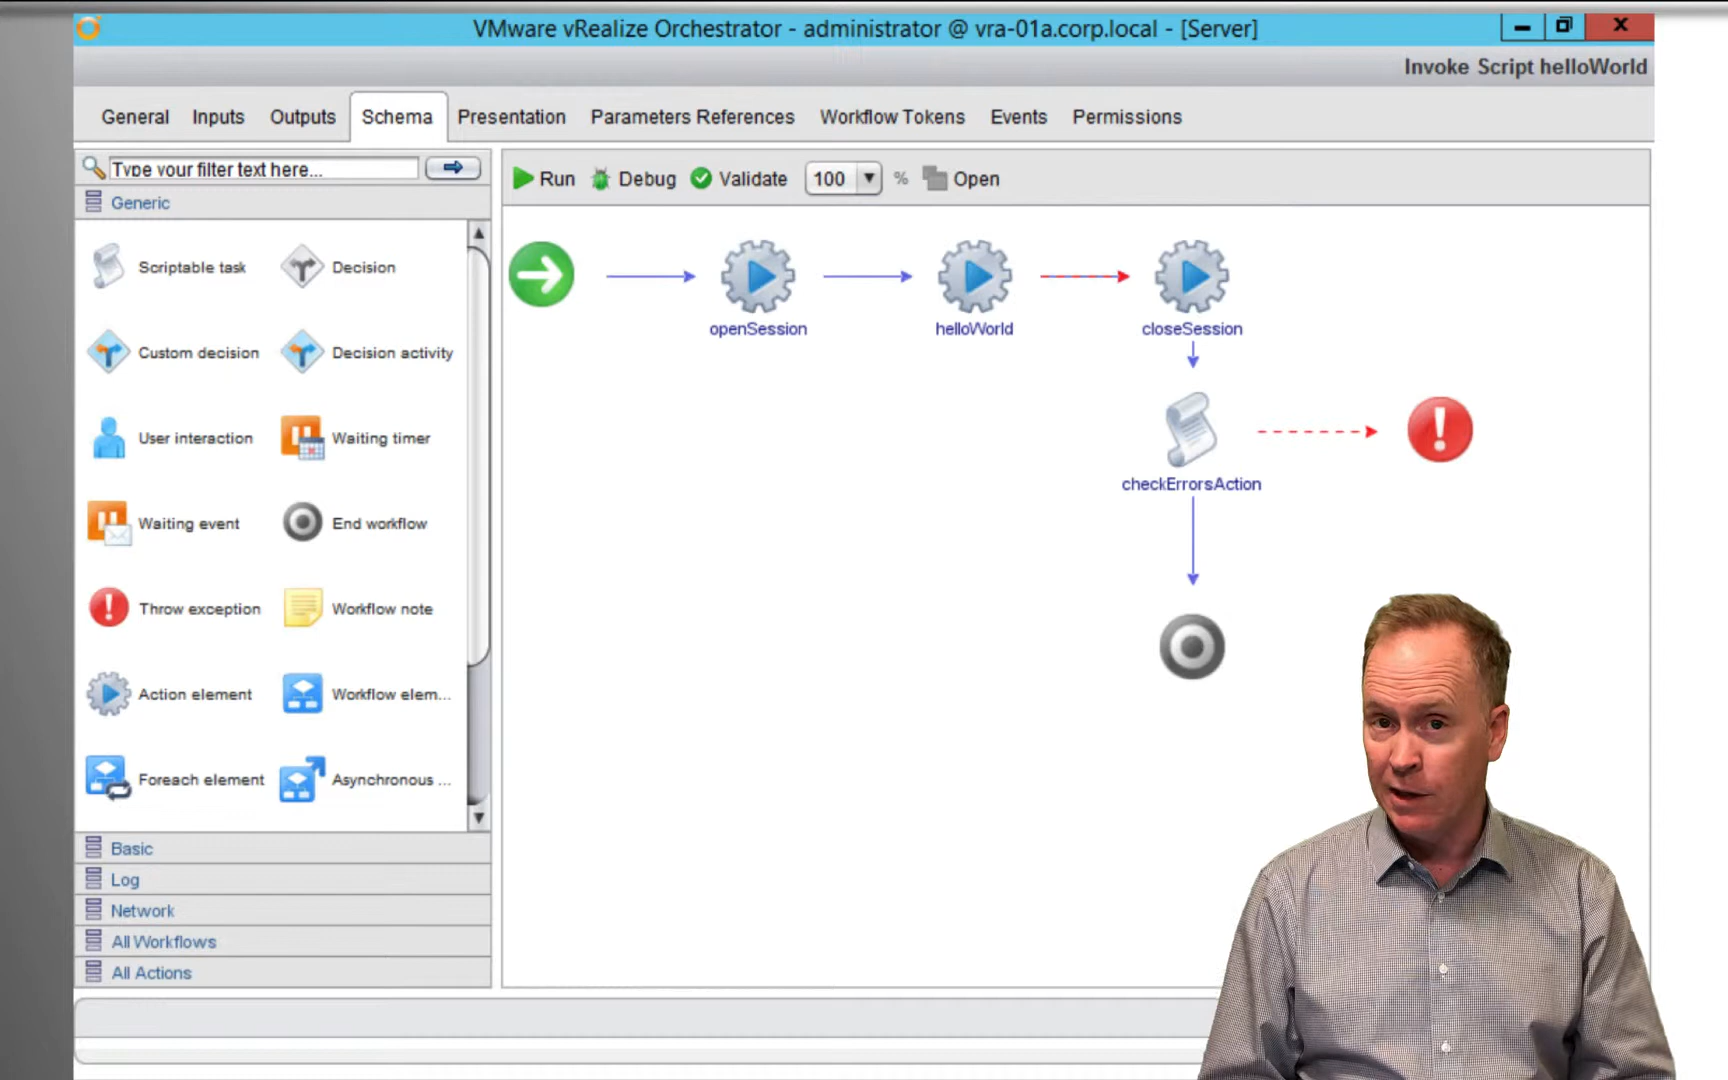 VMware vRealize Orchestrator - administrator @ vra-01a.corp.local - [Server]
Invoke Script helloWorld
General Inputs Outputs Schema Presentation Parameters References Workflow Tokens Events Permissions
Type your filter text here...
Run Debug Validate 100 % Open
Generic
Scriptable task Decision
Custom decision Decision activity
User interaction Waiting timer
Waiting event End workflow
Throw exception Workflow note
Action element Workflow elem...
Foreach element Asynchronous ...
Basic
Log
Network
All Workflows
All Actions
openSession helloWorld closeSession
checkErrorsAction